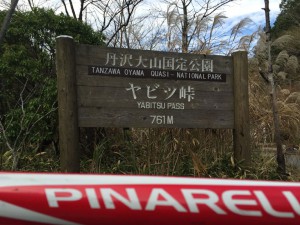 丹沢大山国定公園
TANZAWA OYAMA QUASI-NATIONAL PARK
ヤビツ峠
YABITSU PASS
761M
PINARELL